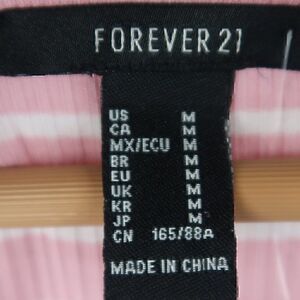 FOREVER 21
US M
CA M
MX/ECU M
BR M
EU M
UK M
KR M
JP M
CN 165/88A
MADE IN CHINA